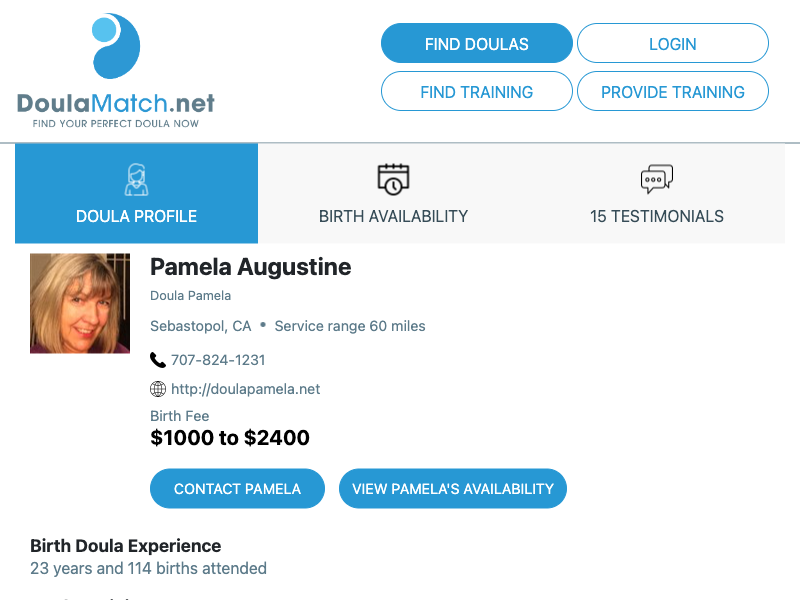 DoulaMatch.net
FIND YOUR PERFECT DOULA NOW
FIND DOULAS
LOGIN
FIND TRAINING
PROVIDE TRAINING
DOULA PROFILE
BIRTH AVAILABILITY
15 TESTIMONIALS
Pamela Augustine
Doula Pamela
Sebastopol, CA • Service range 60 miles
707-824-1231
http://doulapamela.net
Birth Fee
$1000 to $2400
CONTACT PAMELA
VIEW PAMELA'S AVAILABILITY
Birth Doula Experience
23 years and 114 births attended